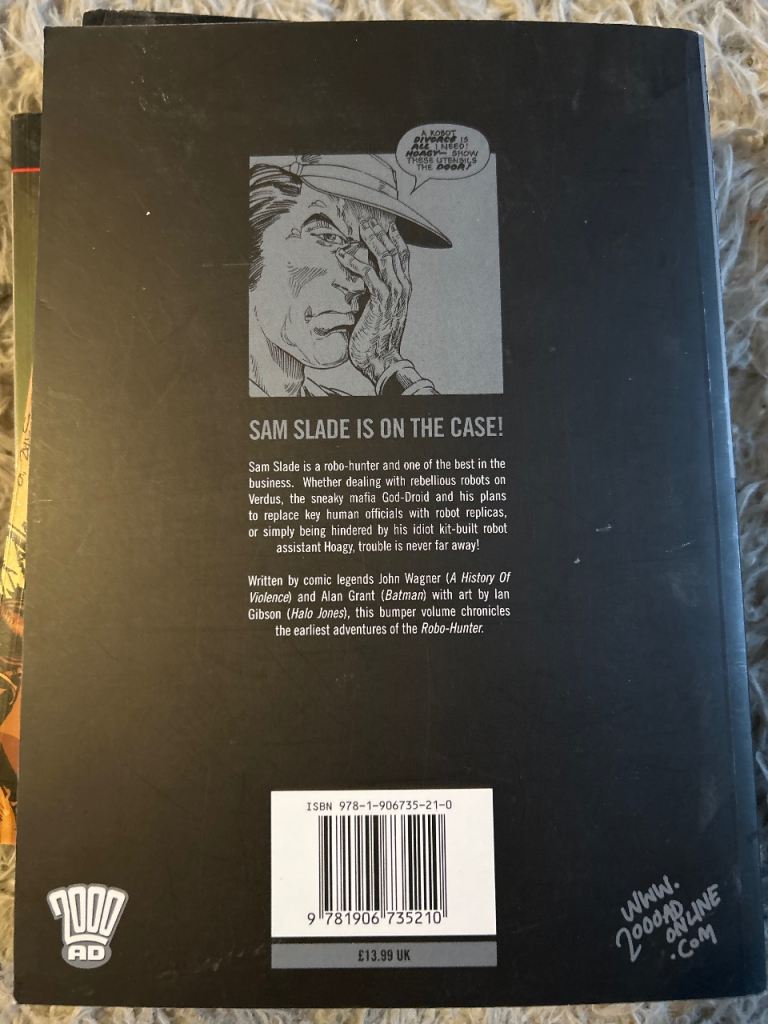 A ROBOT
DIVORCE IS
ALL I NEED!
HOAGY— SHOW
THESE UTENSILS
THE DOOR!
SAM SLADE IS ON THE CASE!
Sam Slade is a robo-hunter and one of the best in the
business. Whether dealing with rebellious robots on
Verdus, the sneaky mafia God-Droid and his plans
to replace key human officials with robot replicas,
or simply being hindered by his idiot kit-built robot
assistant Hoagy, trouble is never far away!
Written by comic legends John Wagner (A History Of
Violence) and Alan Grant (Batman) with art by Ian
Gibson (Halo Jones), this bumper volume chronicles
the earliest adventures of the Robo-Hunter.
ISBN 978-1-906735-21-0
9 781906 735210
£13.99 UK
2000
AD
WWW.
2000AD
ONLINE
.COM